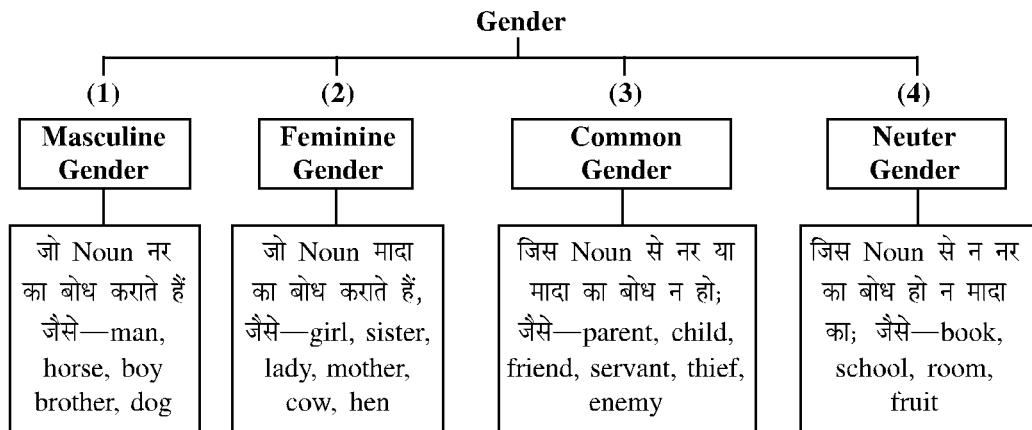 Gender
(1)
Masculine
Gender
जो Noun नर
का बोध कराते हैं
जैसे—man,
horse, boy
brother, dog
(2)
Feminine
Gender
जो Noun मादा
का बोध कराते हैं,
जैसे—girl, sister,
lady, mother,
cow, hen
(3)
Common
Gender
जिस Noun से नर या
मादा का बोध न हो;
जैसे—parent, child,
friend, servant, thief,
enemy
(4)
Neuter
Gender
जिस Noun से न नर
का बोध हो न मादा
का; जैसे—book,
school, room,
fruit